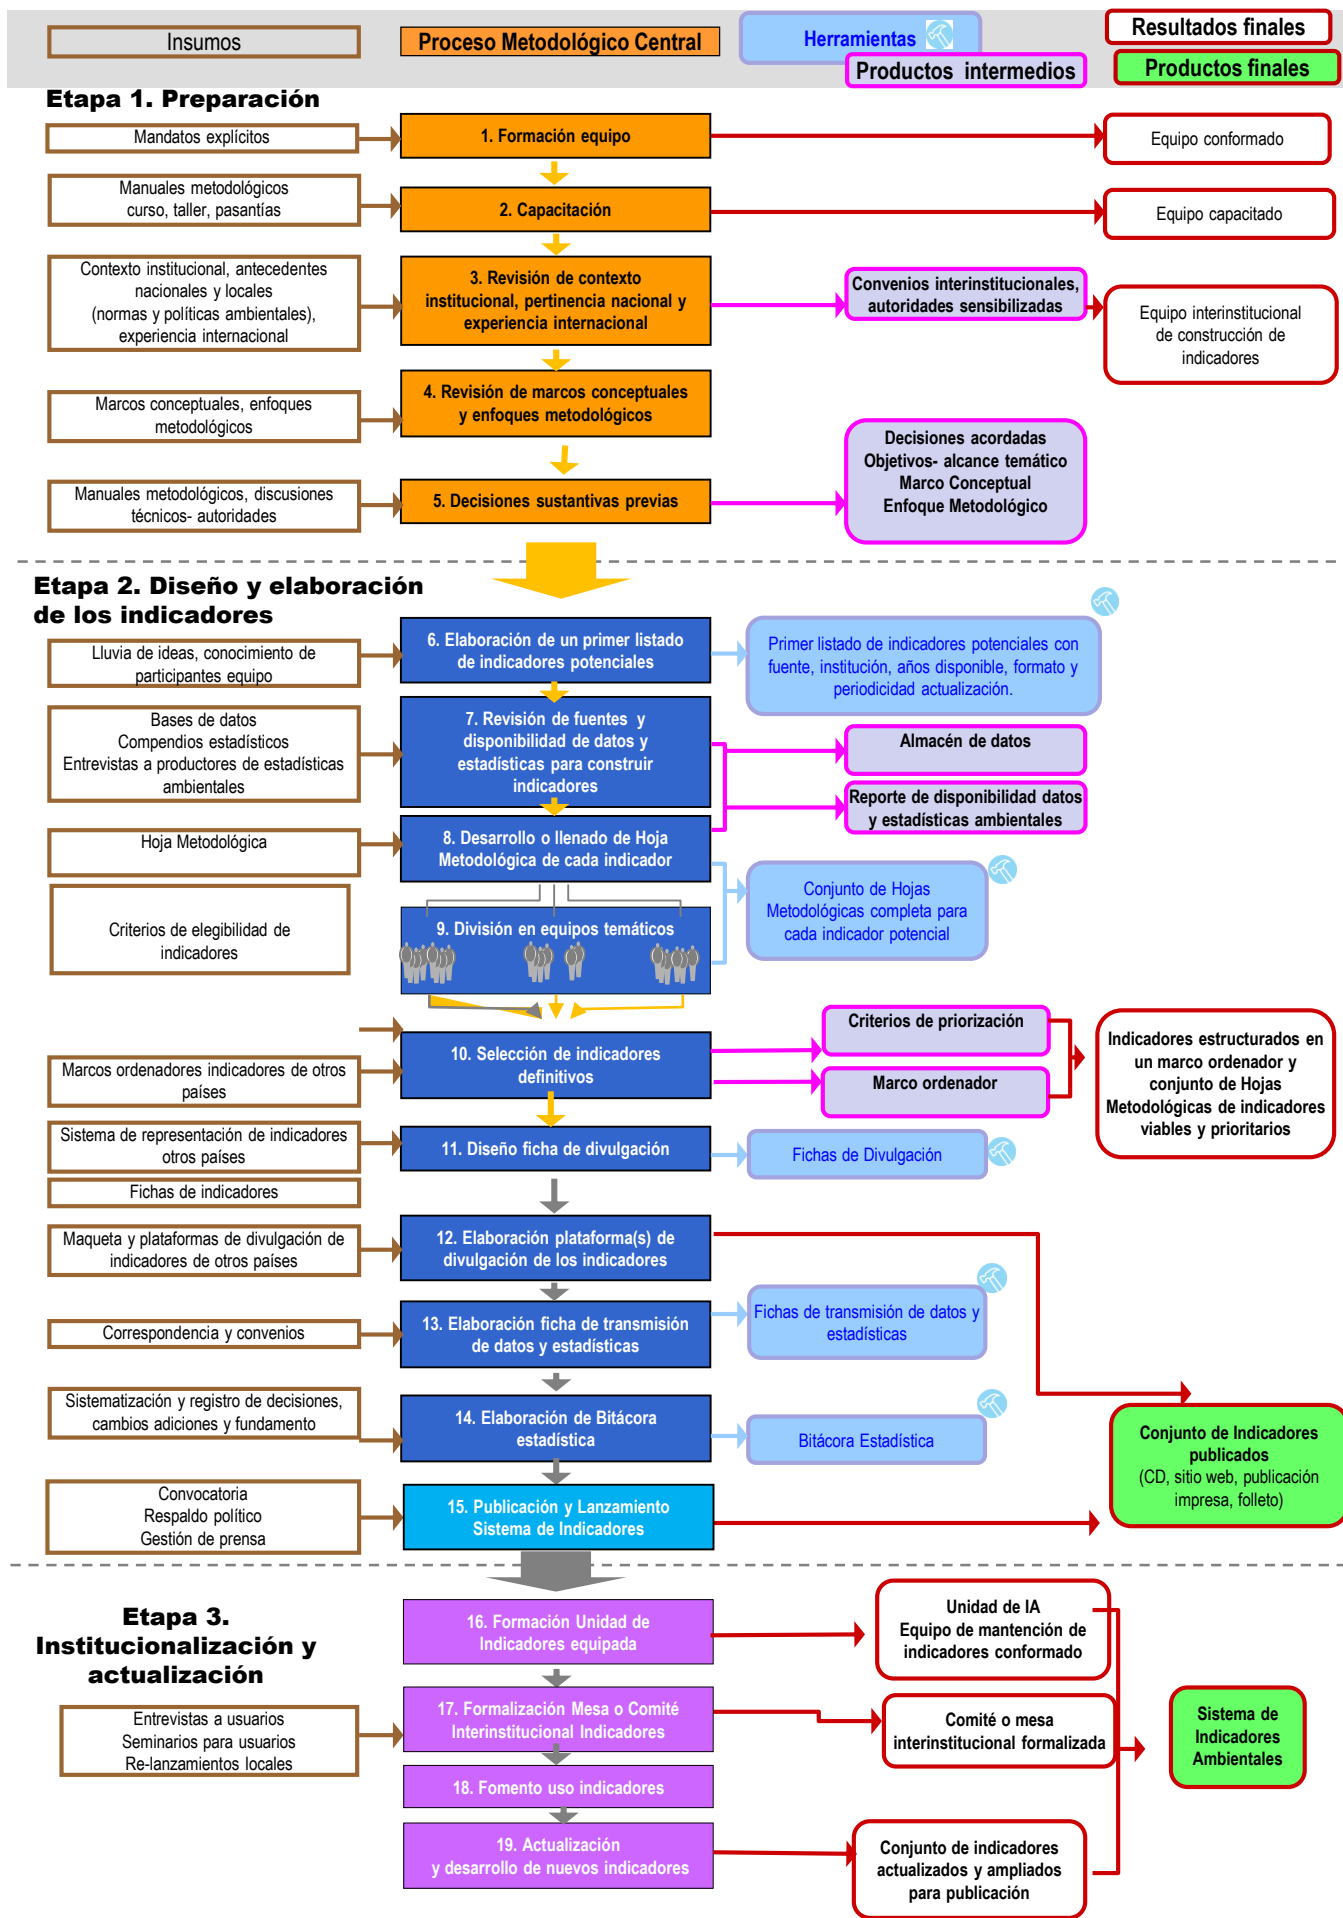 Insumos
Proceso Metodológico Central
Herramientas
Productos intermedios
Resultados finales
Productos finales
Etapa 1. Preparación
Mandatos explícitos
1. Formación equipo
Equipo conformado
Manuales metodológicos
curso, taller, pasantías
2. Capacitación
Equipo capacitado
Contexto institucional, antecedentes
nacionales y locales
(normas y políticas ambientales),
experiencia internacional
3. Revisión de contexto
institucional, pertinencia nacional y
experiencia internacional
Convenios interinstitucionales,
autoridades sensibilizadas
Equipo interinstitucional
de construcción de
indicadores
Marcos conceptuales, enfoques
metodológicos
4. Revisión de marcos conceptuales
y enfoques metodológicos
Manuales metodológicos, discusiones
técnicos- autoridades
5. Decisiones sustantivas previas
Decisiones acordadas
Objetivos- alcance temático
Marco Conceptual
Enfoque Metodológico
Etapa 2. Diseño y elaboración
de los indicadores
Lluvia de ideas, conocimiento de
participantes equipo
6. Elaboración de un primer listado
de indicadores potenciales
Primer listado de indicadores potenciales con
fuente, institución, años disponible, formato y
periodicidad actualización.
Bases de datos
Compendios estadísticos
Entrevistas a productores de estadísticas
ambientales
7. Revisión de fuentes y
disponibilidad de datos y
estadísticas para construir
indicadores
Almacén de datos
Reporte de disponibilidad datos
y estadísticas ambientales
Hoja Metodológica
8. Desarrollo o llenado de Hoja
Metodológica de cada indicador
Conjunto de Hojas
Metodológicas completa para
cada indicador potencial
Criterios de elegibilidad de
indicadores
9. División en equipos temáticos
Marcos ordenadores indicadores de otros
países
10. Selección de indicadores
definitivos
Criterios de priorización
Marco ordenador
Indicadores estructurados en
un marco ordenador y
conjunto de Hojas
Metodológicas de indicadores
viables y prioritarios
Sistema de representación de indicadores
otros países
Fichas de indicadores
11. Diseño ficha de divulgación
Fichas de Divulgación
Maqueta y plataformas de divulgación de
indicadores de otros países
12. Elaboración plataforma(s) de
divulgación de los indicadores
Correspondencia y convenios
13. Elaboración ficha de transmisión
de datos y estadísticas
Fichas de transmisión de datos y
estadísticas
Sistematización y registro de decisiones,
cambios adiciones y fundamento
14. Elaboración de Bitácora
estadística
Bitácora Estadística
Conjunto de Indicadores
publicados
(CD, sitio web, publicación
impresa, folleto)
Convocatoria
Respaldo político
Gestión de prensa
15. Publicación y Lanzamiento
Sistema de Indicadores
Etapa 3.
Institucionalización y
actualización
16. Formación Unidad de
Indicadores equipada
Unidad de IA
Equipo de mantención de
indicadores conformado
Entrevistas a usuarios
Seminarios para usuarios
Re-lanzamientos locales
17. Formalización Mesa o Comité
Interinstitucional Indicadores
Comité o mesa
interinstitucional formalizada
Sistema de
Indicadores
Ambientales
18. Fomento uso indicadores
19. Actualización
y desarrollo de nuevos indicadores
Conjunto de indicadores
actualizados y ampliados
para publicación